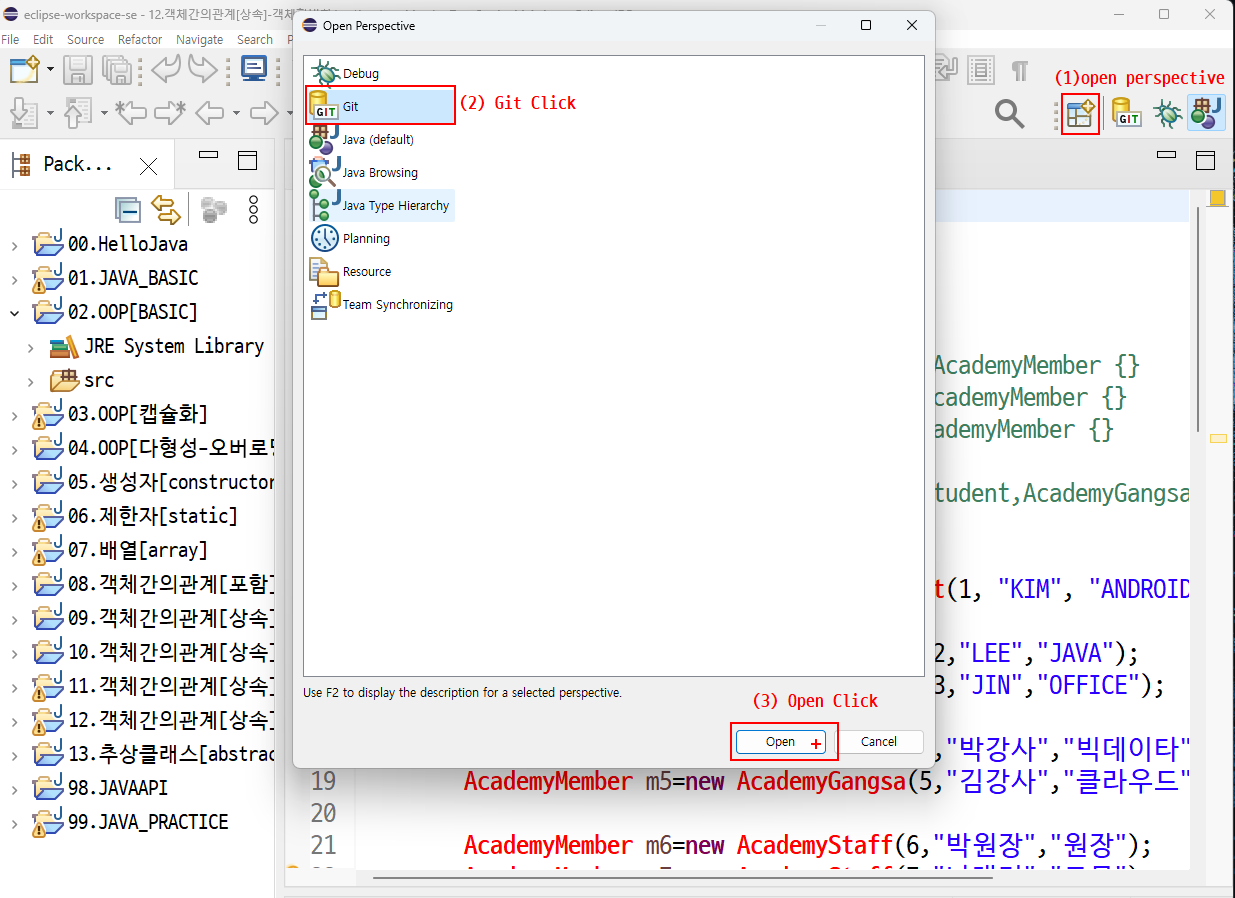 eclipse-workspace-se - 12.객체간의관계[상속]-객체
Open Perspective
File Edit Source Refactor Navigate Search
Debug
Git
(2) Git Click
Java (default)
Java Browsing
Java Type Hierarchy
Planning
Resource
Team Synchronizing
(1)open perspective
GIT
GIT
Pack...
00.HelloJava
01.JAVA_BASIC
02.OOP[BASIC]
JRE System Library
src
03.OOP[캡슐화]
04.OOP[다형성-오버로딩
05.생성자[constructor
06.제한자[static]
07.배열[array]
08.객체간의관계[포함]
09.객체간의관계[상속]
10.객체간의관계[상속]
11.객체간의관계[상속]
12.객체간의관계[상속]
13.추상클래스[abstrac
98.JAVAAPI
99.JAVA_PRACTICE
AcademyMember {}
cademyMember {}
ademyMember {}
tudent,AcademyGangsa
t(1, "KIM", "ANDROID
2,"LEE","JAVA");
3,"JIN","OFFICE");
,"박강사","빅데이타"
Use F2 to display the description for a selected perspective.
(3) Open Click
Open
Cancel
19 AcademyMember m5=new AcademyGangsa(5,"김강사","클라우드"
20
21 AcademyMember m6=new AcademyStaff(6,"박원장","원장");